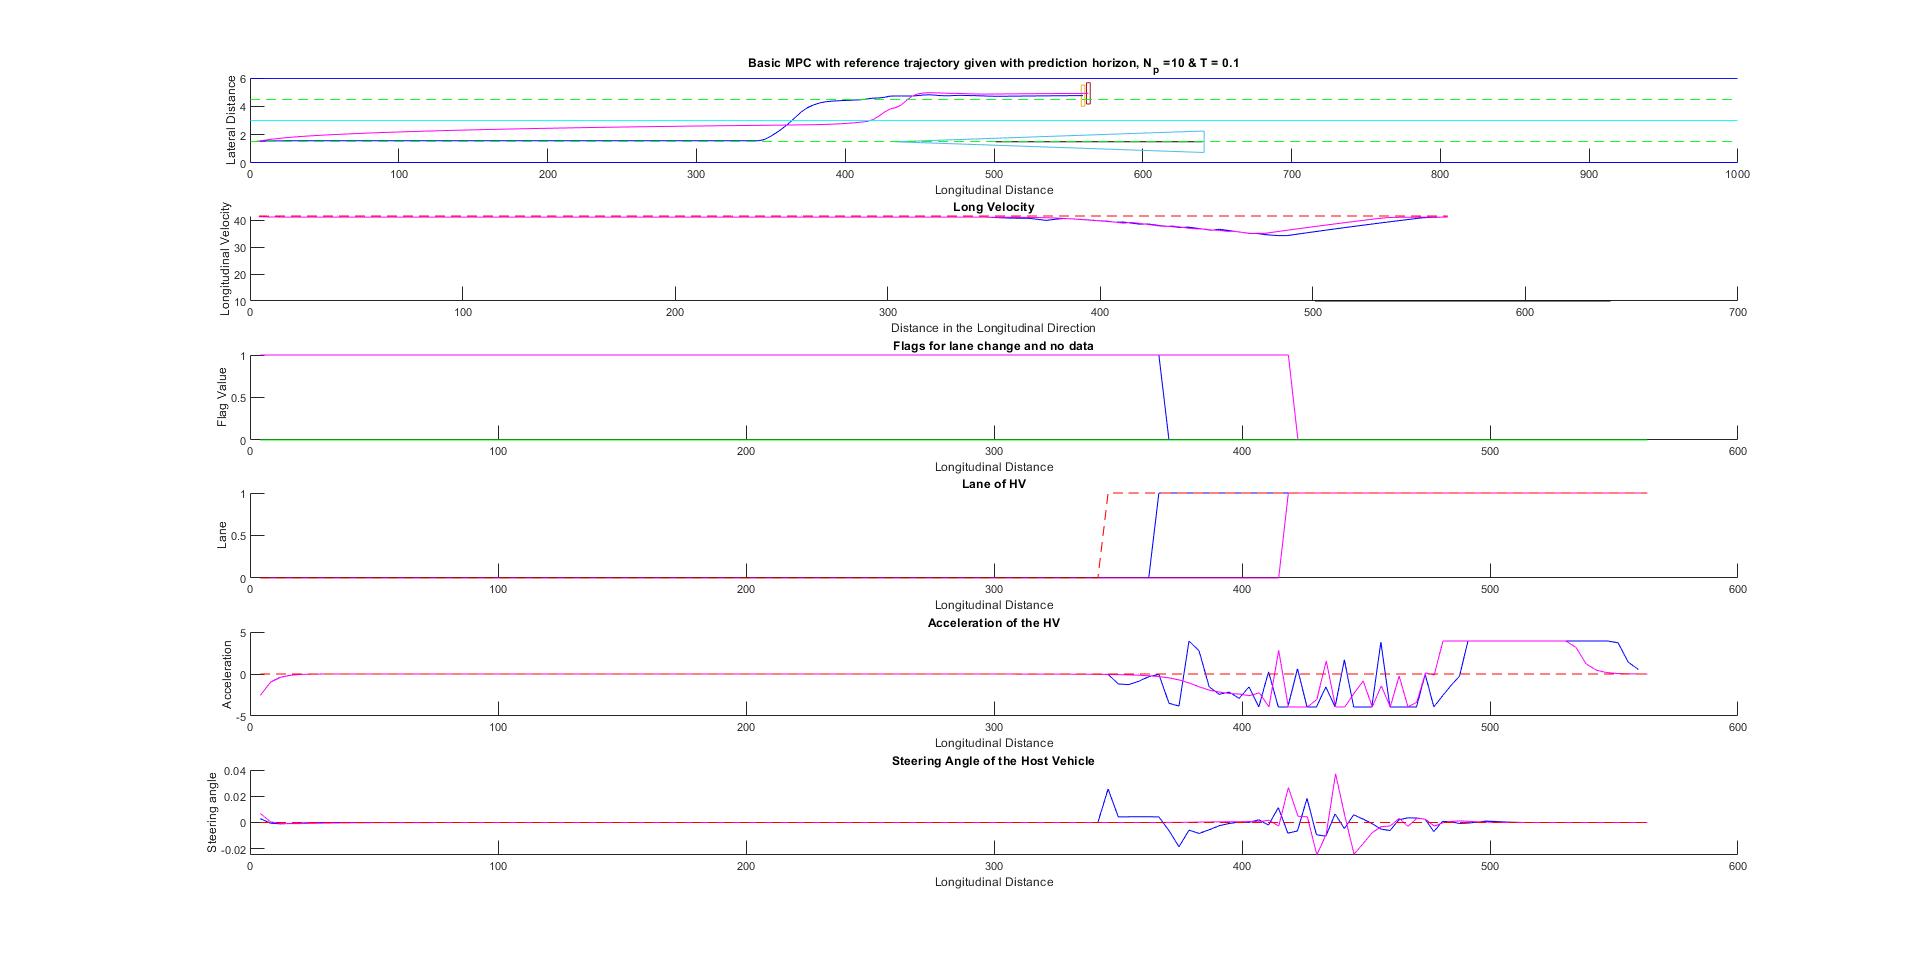 Basic MPC with reference trajectory given with prediction horizon, Np =10 & T = 0.1
Lateral Distance
6
4
2
0
0 100 200 300 400 500 600 700 800 900 1000
Longitudinal Distance
Long Velocity
Longitudinal Velocity
40
30
20
10
0 100 200 300 400 500 600 700
Distance in the Longitudinal Direction
Flags for lane change and no data
Flag Value
1
0.5
0
0 100 200 300 400 500 600
Longitudinal Distance
Lane of HV
Lane
1
0.5
0
0 100 200 300 400 500 600
Longitudinal Distance
Acceleration of the HV
Acceleration
5
0
-5
0 100 200 300 400 500 600
Longitudinal Distance
Steering Angle of the Host Vehicle
Steering angle
0.04
0.02
0
-0.02
0 100 200 300 400 500 600
Longitudinal Distance